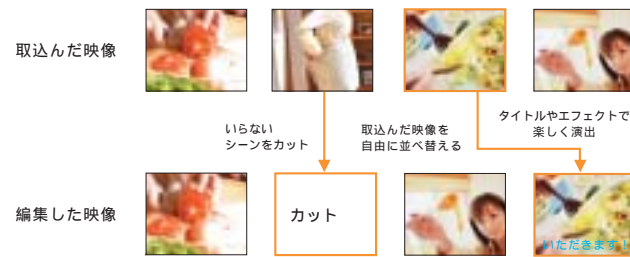 取込んだ映像
いらない
シーンをカット
取込んだ映像を
自由に並べ替える
タイトルやエフェクトで
楽しく演出
編集した映像
カット
いただきます!